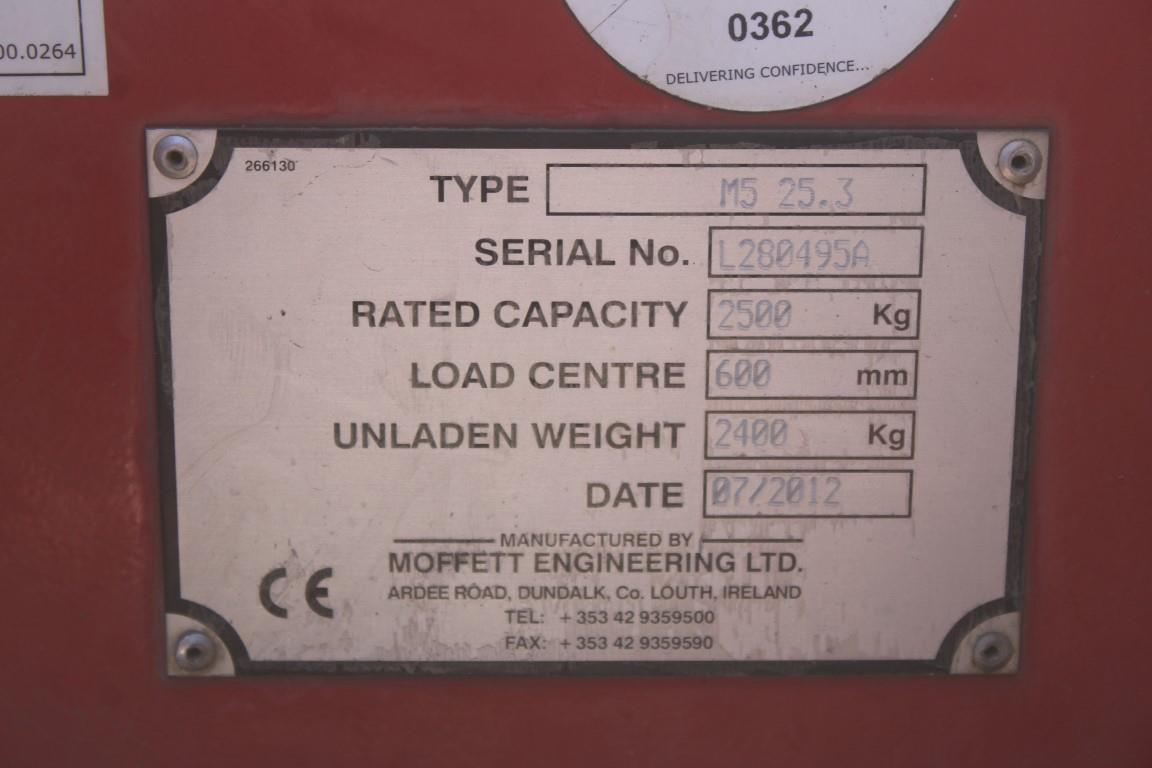 00.0264
0362
DELIVERING CONFIDENCE...
266130
TYPE M5 25.3
SERIAL No. L280495A
RATED CAPACITY 2500 Kg
LOAD CENTRE 600 mm
UNLADEN WEIGHT 2400 Kg
DATE 07/2012
MANUFACTURED BY
MOFFETT ENGINEERING LTD.
ARDEE ROAD, DUNDALK, Co. LOUTH, IRELAND
CE
TEL: + 353 42 9359500
FAX: + 353 42 9359590